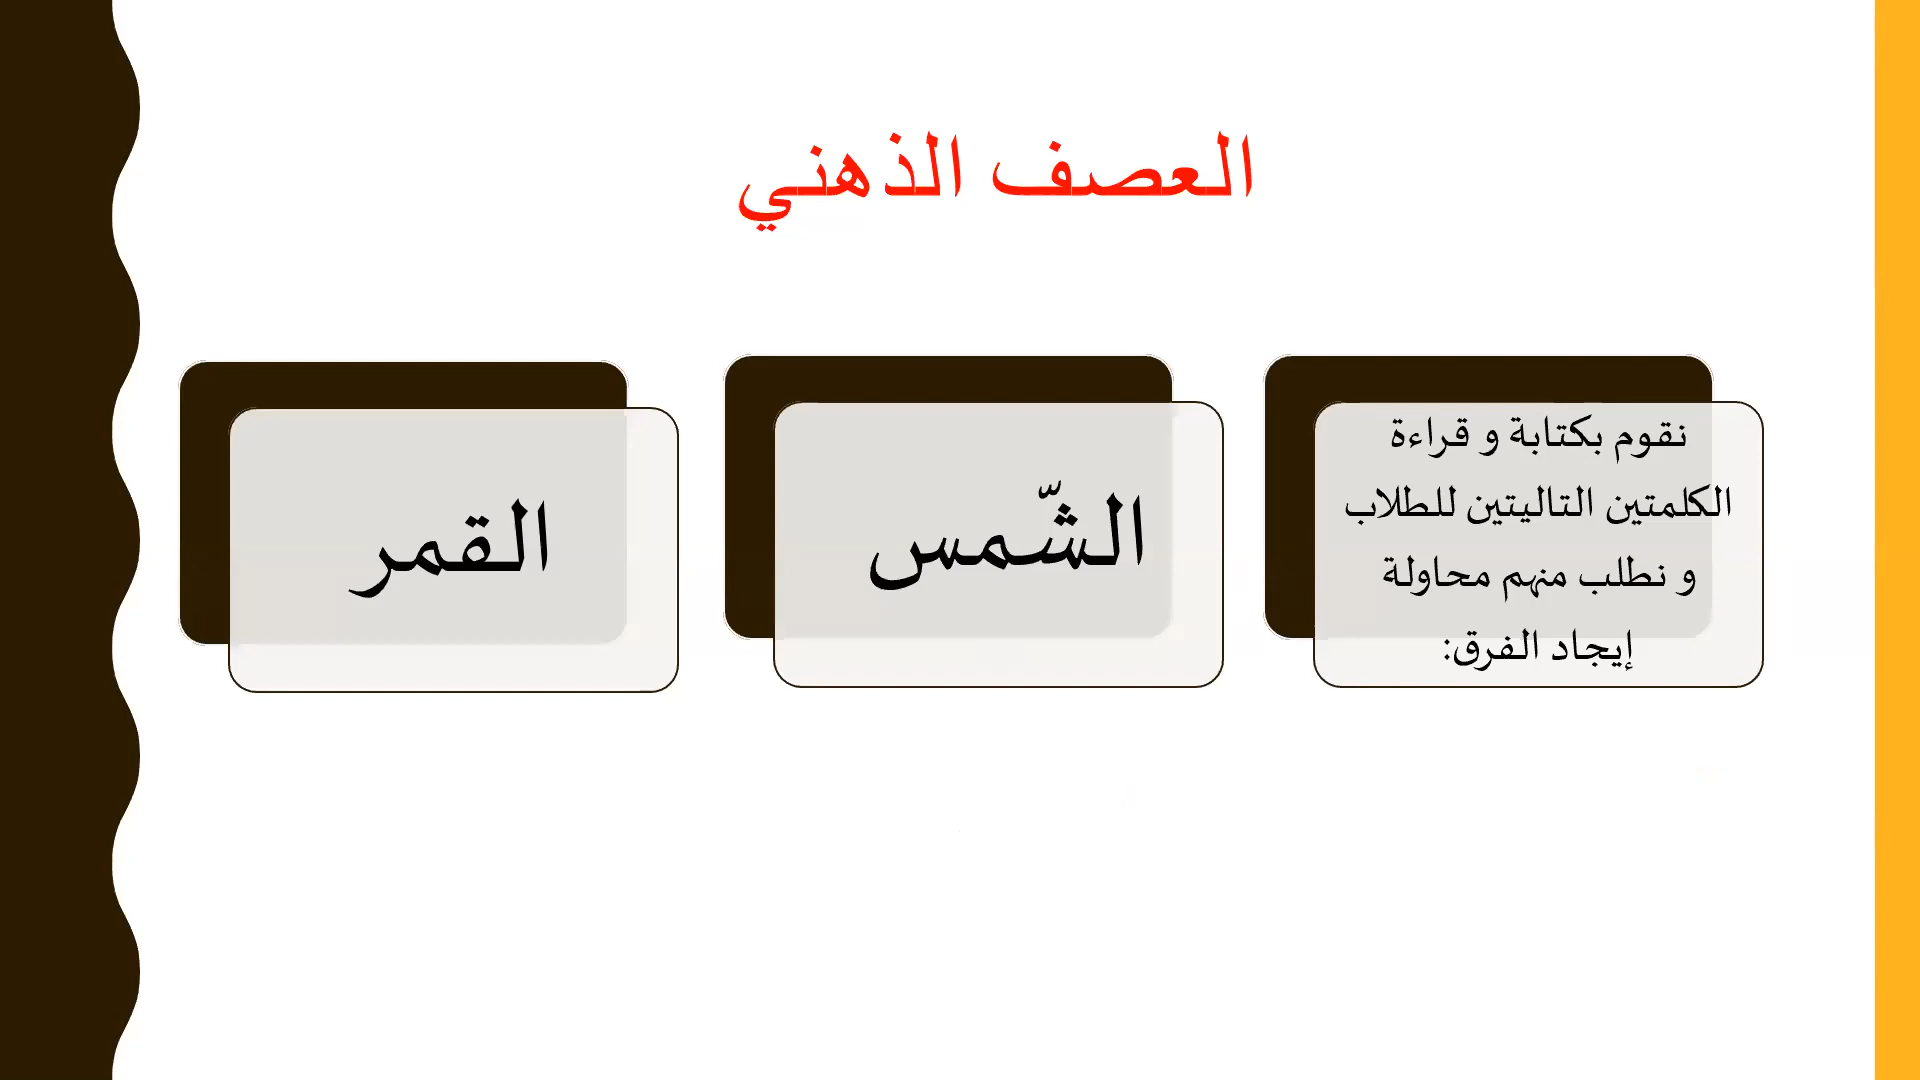 العصف الذهني
نقوم بكتابة و قراءة
الكلمتين التاليتين للطلاب
و نطلب منهم محاولة
إيجاد الفرق:
الشّمس
القمر